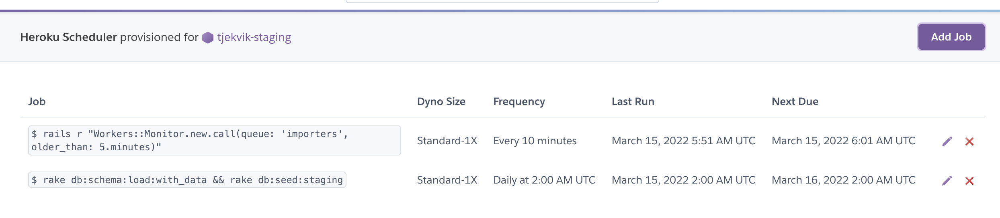 Heroku Scheduler provisioned for tjekvik-staging
Add Job
Job Dyno Size Frequency Last Run Next Due
$ rails r "Workers::Monitor.new.call(queue: 'importers',
older_than: 5.minutes)"
Standard-1X Every 10 minutes March 15, 2022 5:51 AM UTC March 15, 2022 6:01 AM UTC
$ rake db:schema:load:with_data && rake db:seed:staging Standard-1X Daily at 2:00 AM UTC March 15, 2022 2:00 AM UTC March 16, 2022 2:00 AM UTC